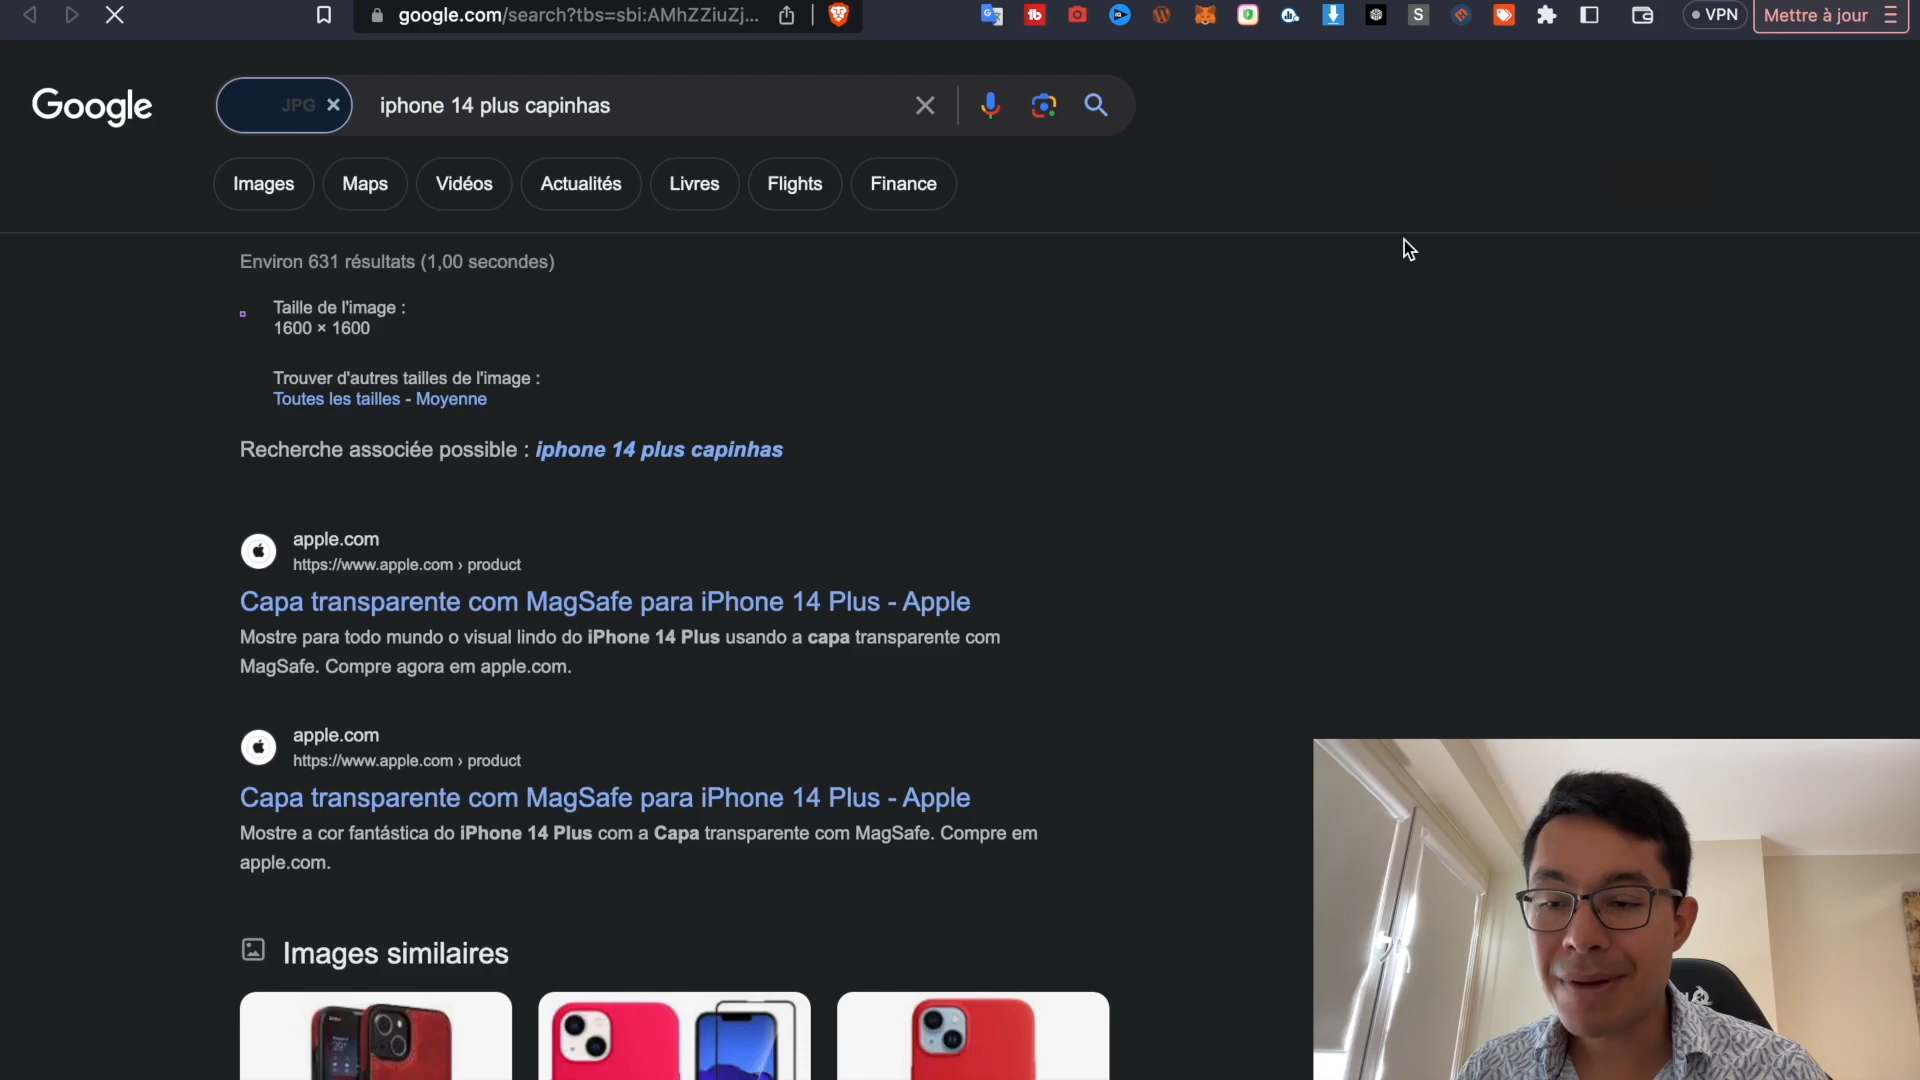 google.com/search?tbs=sbi:AMhZZiuZj...
VPN
Mettre à jour
Google
JPG
iphone 14 plus capinhas
Images
Maps
Vidéos
Actualités
Livres
Flights
Finance
Environ 631 résultats (1,00 secondes)
Taille de l'image :
1600 × 1600
Trouver d'autres tailles de l'image :
Toutes les tailles - Moyenne
Recherche associée possible : iphone 14 plus capinhas
apple.com
https://www.apple.com › product
Capa transparente com MagSafe para iPhone 14 Plus - Apple
Mostre para todo mundo o visual lindo do iPhone 14 Plus usando a capa transparente com
MagSafe. Compre agora em apple.com.
apple.com
https://www.apple.com › product
Capa transparente com MagSafe para iPhone 14 Plus - Apple
Mostre a cor fantástica do iPhone 14 Plus com a Capa transparente com MagSafe. Compre em
apple.com.
Images similaires